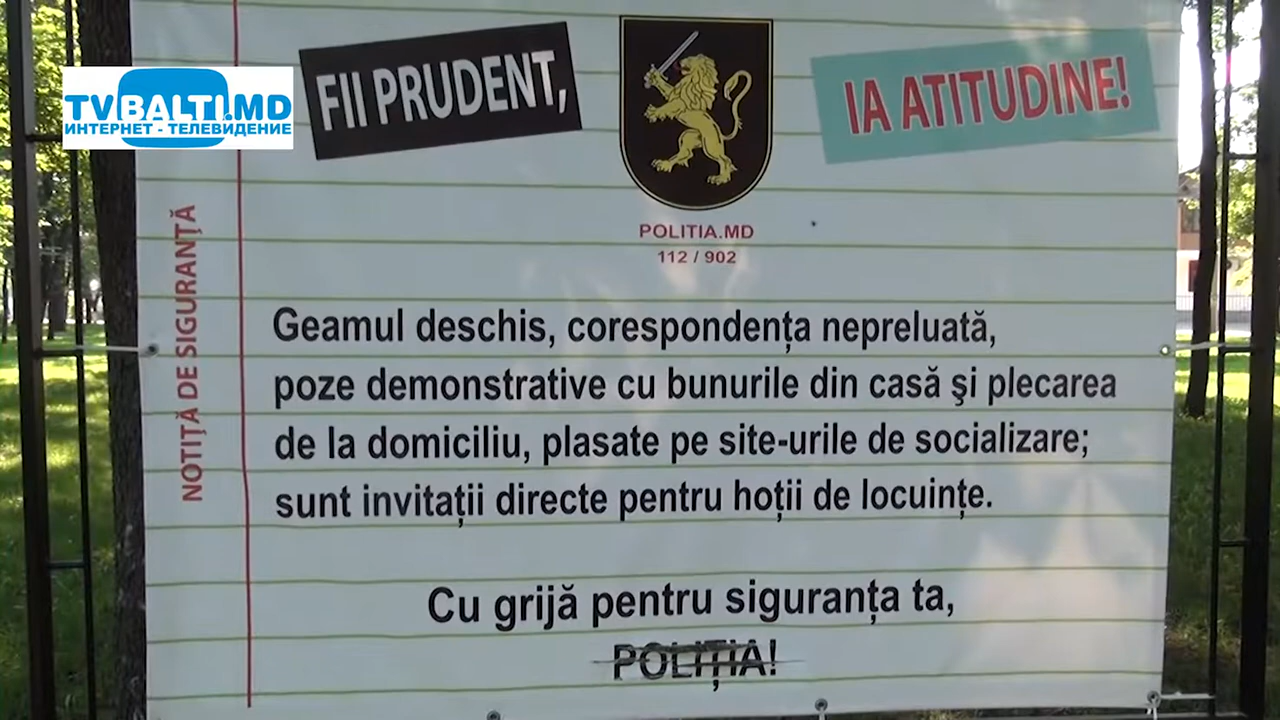 TVBALTI.MD
ИНТЕРНЕТ - ТЕЛЕВИДЕНИЕ
FII PRUDENT,
IA ATITUDINE!
POLITIA.MD
112 / 902
NOTIȚĂ DE SIGURANȚĂ
Geamul deschis, corespondența nepreluată,
poze demonstrative cu bunurile din casă şi plecarea
de la domiciliu, plasate pe site-urile de socializare;
sunt invitații directe pentru hoții de locuințe.
Cu grijă pentru siguranța ta,
POLIȚIA!